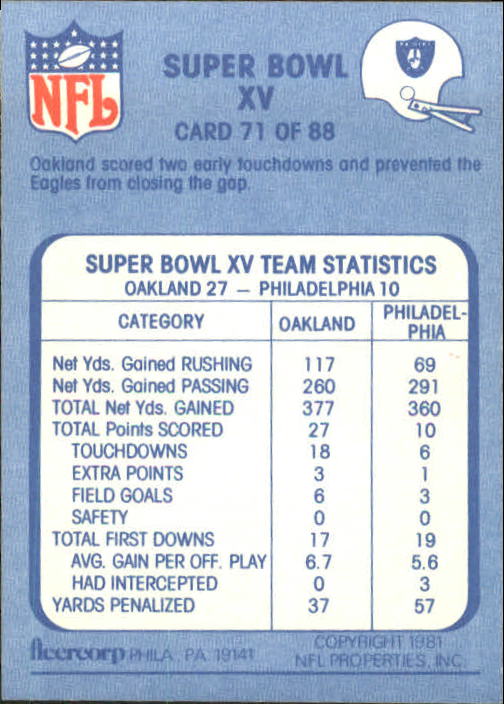 NFL
SUPER BOWL
XV
CARD 71 OF 88
Oakland scored two early touchdowns and prevented the
Eagles from closing the gap.
SUPER BOWL XV TEAM STATISTICS
OAKLAND 27 – PHILADELPHIA 10
CATEGORY OAKLAND PHILADEL-
PHIA
Net Yds. Gained RUSHING 117 69
Net Yds. Gained PASSING 260 291
TOTAL Net Yds. GAINED 377 360
TOTAL Points SCORED 27 10
TOUCHDOWNS 18 6
EXTRA POINTS 3 1
FIELD GOALS 6 3
SAFETY 0 0
TOTAL FIRST DOWNS 17 19
AVG. GAIN PER OFF. PLAY 6.7 5.6
HAD INTERCEPTED 0 3
YARDS PENALIZED 37 57
fleercorp PHILA. PA. 19141
COPYRIGHT 1981
NFL PROPERTIES, INC.